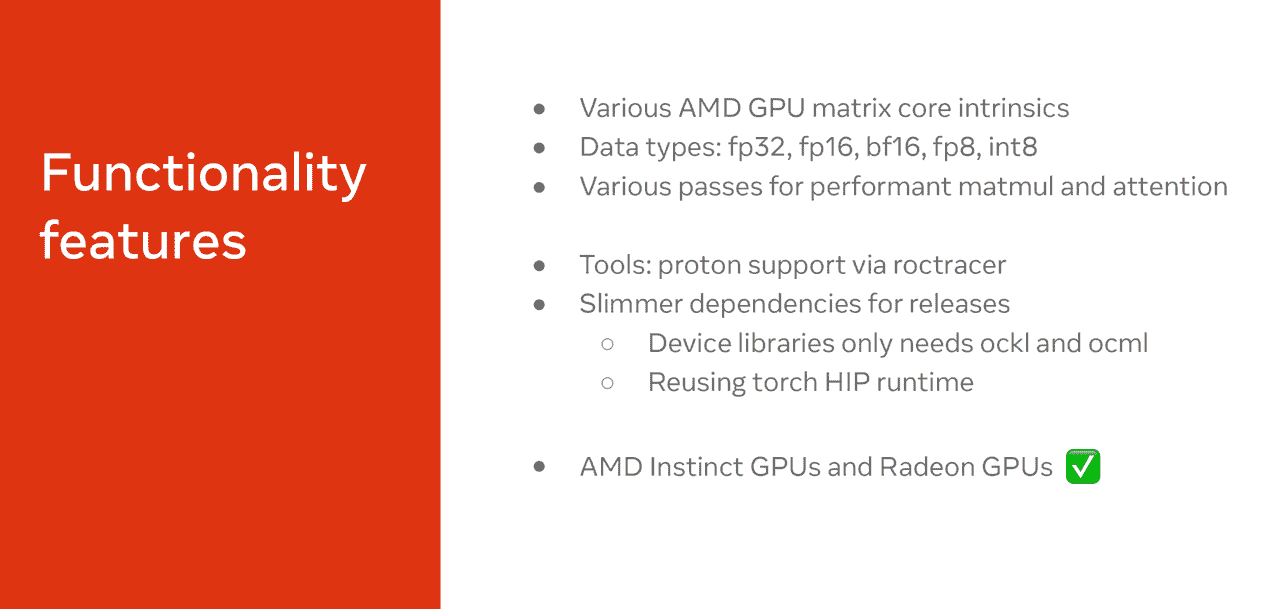 Functionality
features
● Various AMD GPU matrix core intrinsics
● Data types: fp32, fp16, bf16, fp8, int8
● Various passes for performant matmul and attention
● Tools: proton support via roctracer
● Slimmer dependencies for releases
○ Device libraries only needs ockl and ocml
○ Reusing torch HIP runtime
● AMD Instinct GPUs and Radeon GPUs ✅